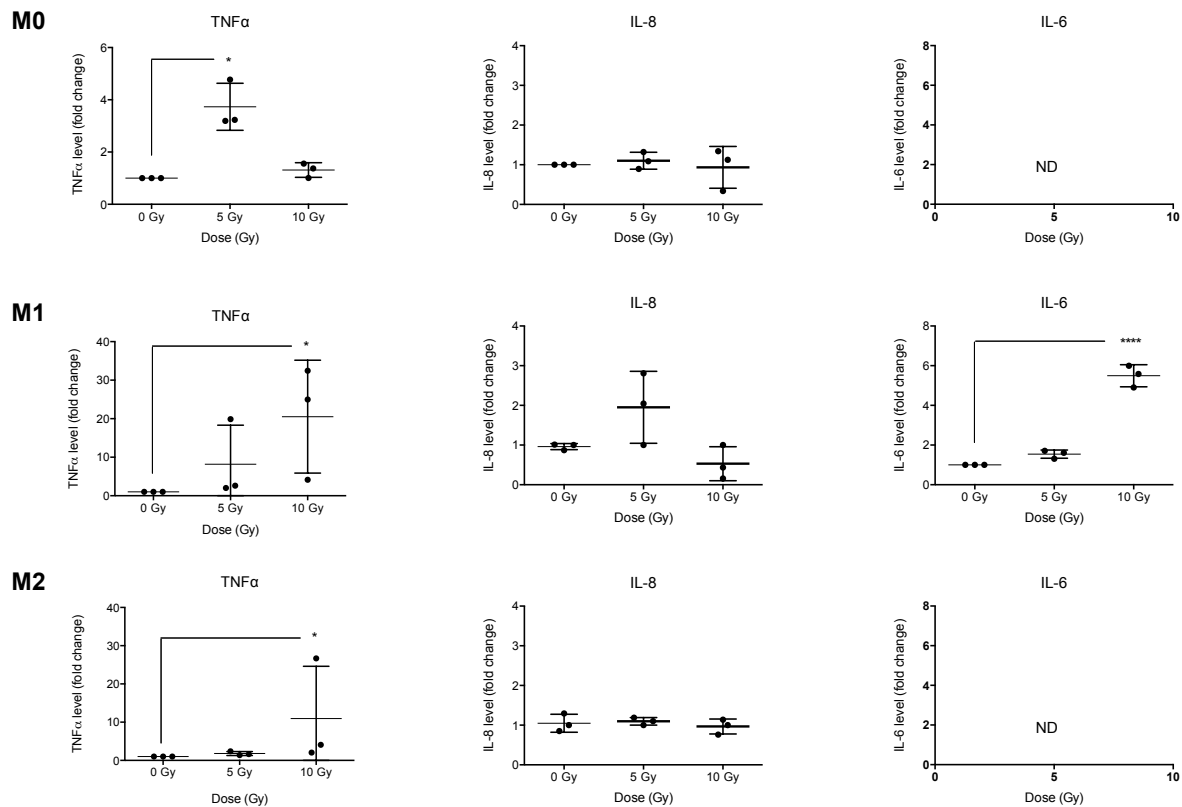 M0
TNFα
IL-8
IL-6
TNFα level (fold change)
6
4
2
0
*
0 Gy
5 Gy
10 Gy
Dose (Gy)
IL-8 level (fold change)
4
3
2
1
0
0 Gy
5 Gy
10 Gy
Dose (Gy)
IL-6 level (fold change)
8
6
4
2
0
ND
0
5
10
Dose (Gy)
M1
TNFα
IL-8
IL-6
TNFα level (fold change)
40
30
20
10
0
*
0 Gy
5 Gy
10 Gy
Dose (Gy)
IL-8 level (fold change)
4
3
2
1
0
0 Gy
5 Gy
10 Gy
Dose (Gy)
IL-6 level (fold change)
8
6
4
2
0
****
0 Gy
5 Gy
10 Gy
Dose (Gy)
M2
TNFα
IL-8
IL-6
TNFα level (fold change)
40
30
20
10
0
*
0 Gy
5 Gy
10 Gy
Dose (Gy)
IL-8 level (fold change)
4
3
2
1
0
0 Gy
5 Gy
10 Gy
Dose (Gy)
IL-6 level (fold change)
8
6
4
2
0
ND
0
5
10
Dose (Gy)